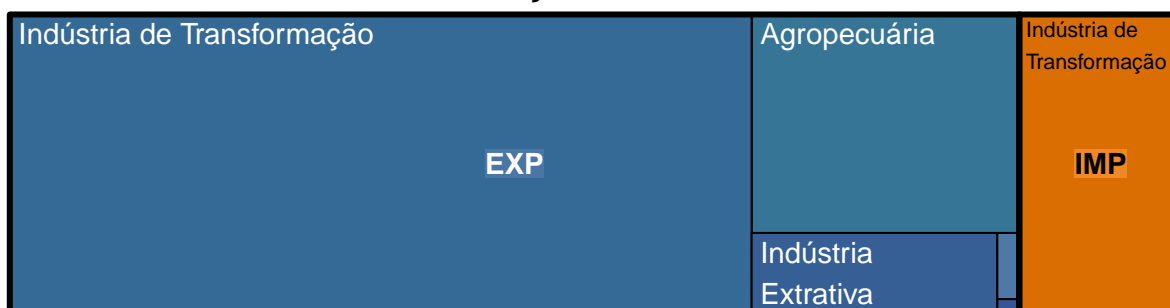 Indústria de Transformação
EXP
Agropecuária
Indústria
Extrativa
Indústria de
Transformação
IMP